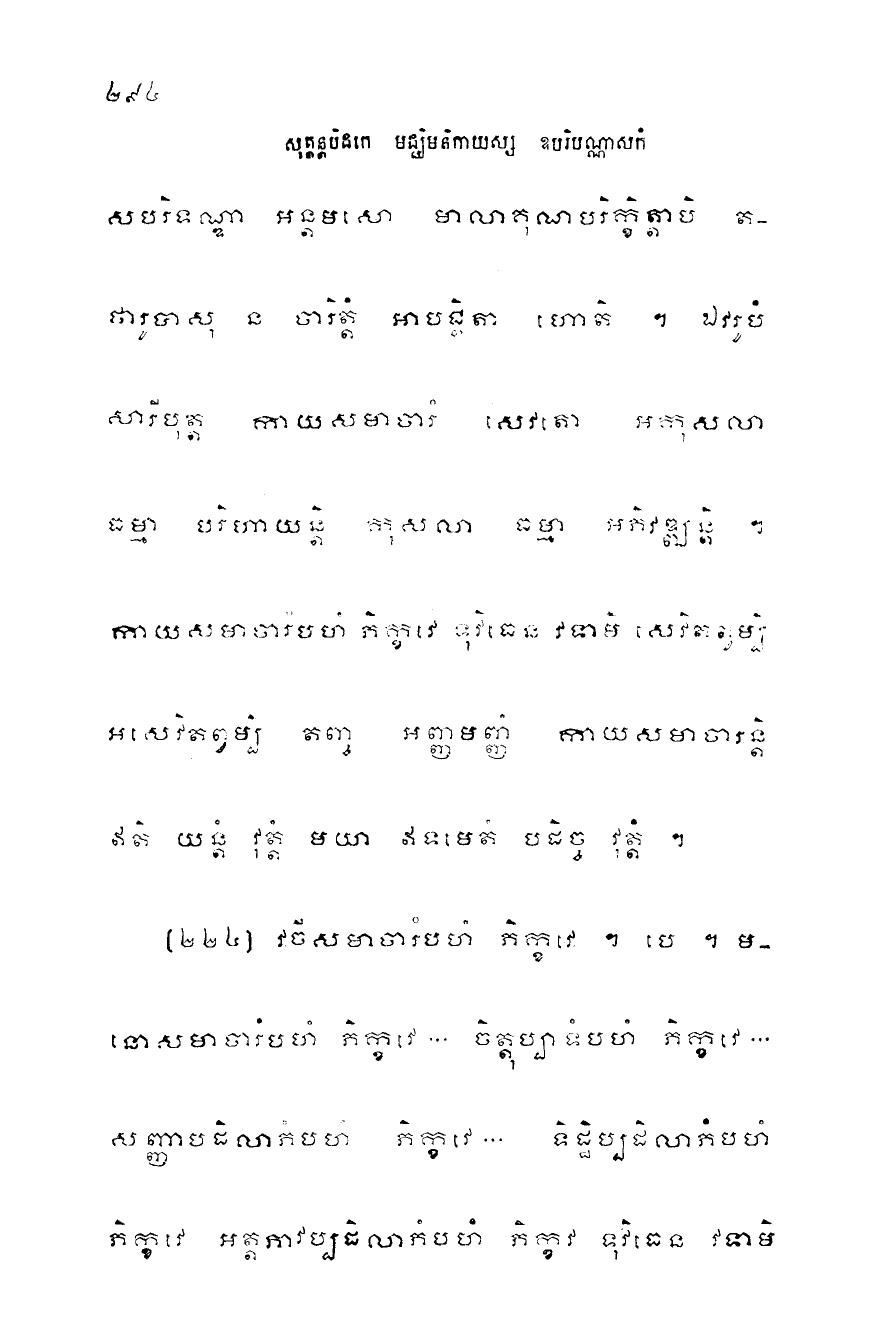 ២៩៤
សុត្តន្តបិដកេ មជ្ឈិមនិកាយស្ស ឧបរិបណ្ណាសកំ
សបរិទណ្ឌា អន្តមសោ មាលាគុណបរិក្ខិត្តាបិ ត-
ថារូបាសុ ន ចារិត្តំ អាបជ្ជិតា ហោតិ ។ ឯវរូបំ
សារីបុត្ត កាយសមាចារំ សេវតោ អកុសលា
ធម្មា បរិហាយន្តិ កុសលា ធម្មា អភិវឌ្ឍន្តិ ។
កាយសមាចារំបហំ ភិក្ខវេ ទុវិធេន វទាមិ សេវិតព្វម្បិ
អសេវិតព្វម្បិ តញ្ច អញ្ញមញ្ញំ កាយសមាចារន្តិ
ឥតិ យន្តំ វុត្តំ មយា ឥទមេតំ បដិច្ច វុត្តំ ។
(២២៤) វចីសមាចារំបហំ ភិក្ខវេ ។ បេ ។ ម-
នោសមាចារំបហំ ភិក្ខវេ ... ចិត្តុប្បាទំបហំ ភិក្ខវេ ...
សញ្ញាបដិលាភំបហំ ភិក្ខវេ ... ទិដ្ឋិប្បដិលាភំបហំ
ភិក្ខវេ អត្តភាវប្បដិលាភំបហំ ភិក្ខវេ ទុវិធេន វទាមិ